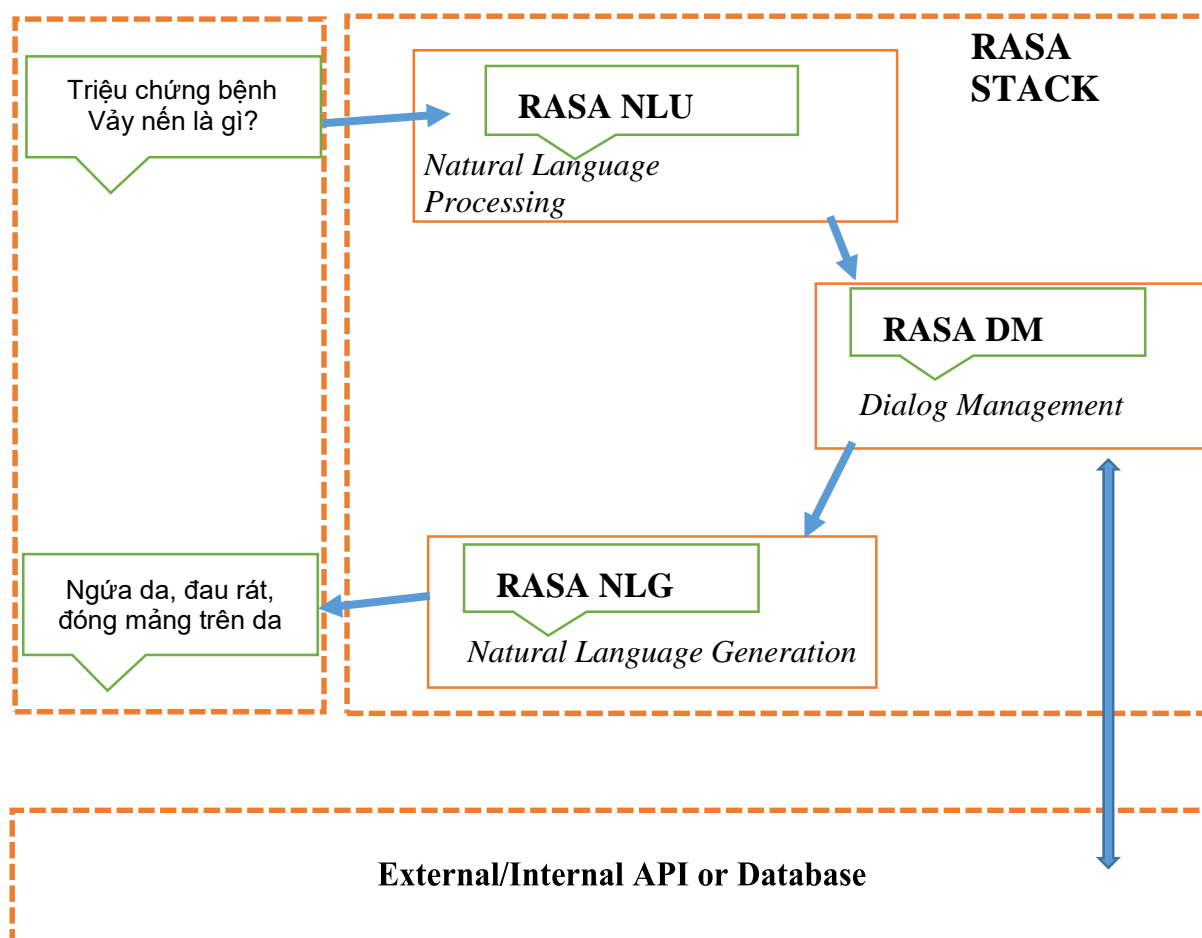 RASA
STACK
Triệu chứng bệnh
Vảy nến là gì?
RASA NLU
Natural Language
Processing
RASA DM
Dialog Management
RASA NLG
Natural Language Generation
Ngứa da, đau rát,
đóng mảng trên da
External/Internal API or Database